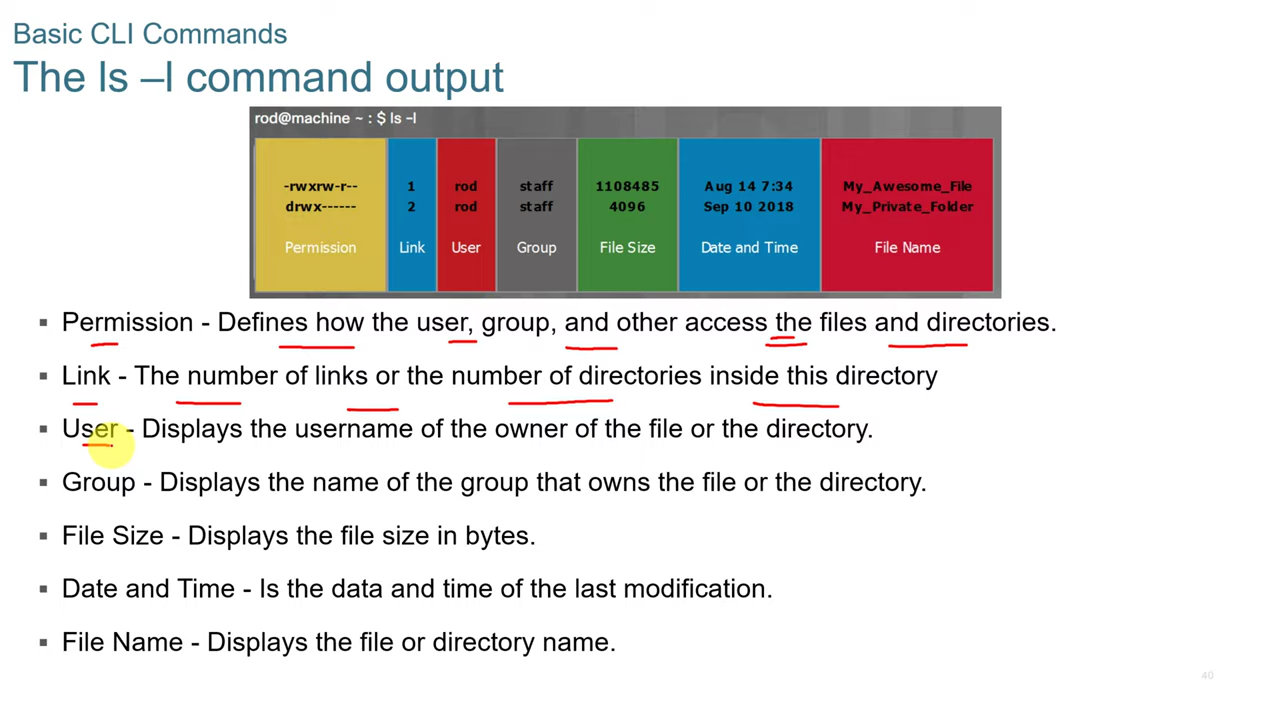 Basic CLI Commands
The ls –l command output
rod@machine ~ : $ ls –l
-rwxrw-r-- 1 rod staff 1108485 Aug 14 7:34 My_Awesome_File
drwx------ 2 rod staff 4096 Sep 10 2018 My_Private_Folder
Permission Link User Group File Size Date and Time File Name
▪ Permission - Defines how the user, group, and other access the files and directories.
▪ Link - The number of links or the number of directories inside this directory
▪ User - Displays the username of the owner of the file or the directory.
▪ Group - Displays the name of the group that owns the file or the directory.
▪ File Size - Displays the file size in bytes.
▪ Date and Time - Is the data and time of the last modification.
▪ File Name - Displays the file or directory name.
40